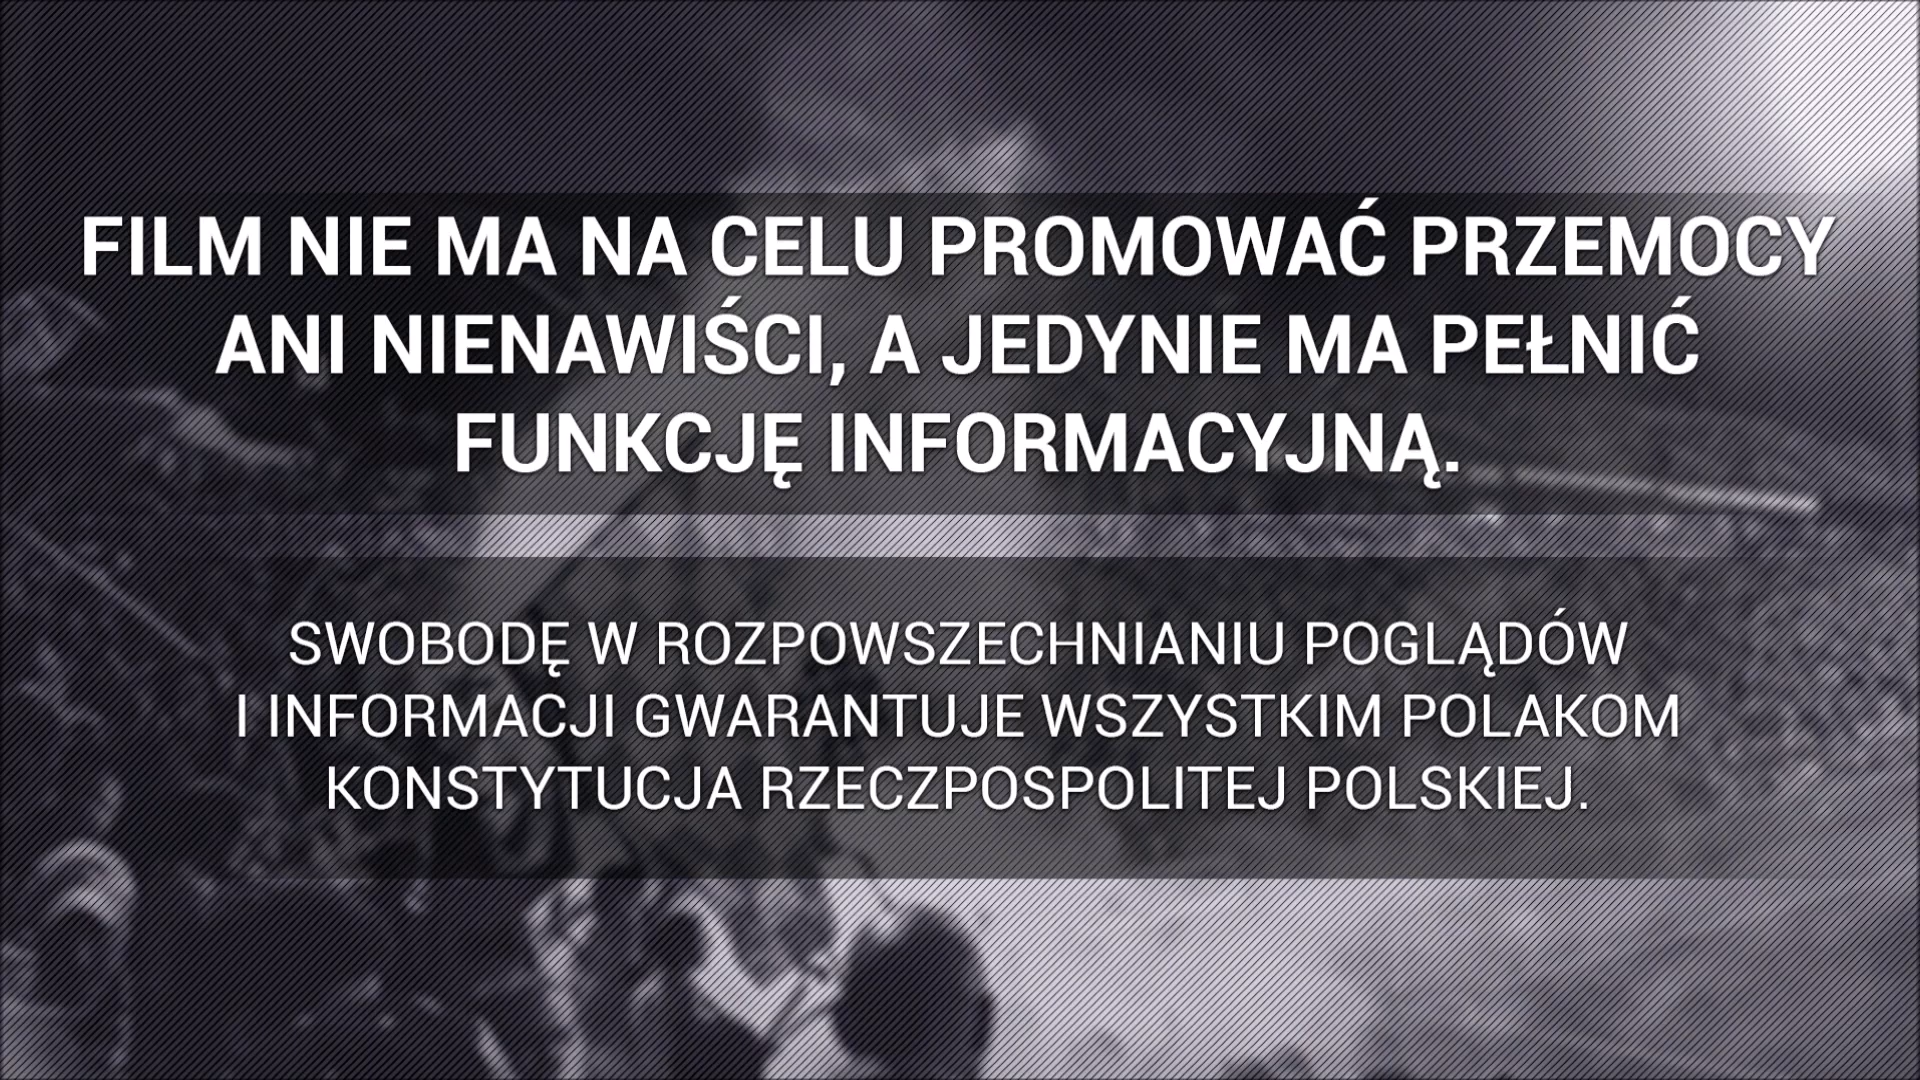 FILM NIE MA NA CELU PROMOWAĆ PRZEMOCY
ANI NIENAWIŚCI, A JEDYNIE MA PEŁNIĆ
FUNKCJĘ INFORMACYJNĄ.
SWOBODĘ W ROZPOWSZECHNIANIU POGLĄDÓW
I INFORMACJI GWARANTUJE WSZYSTKIM POLAKOM
KONSTYTUCJA RZECZPOSPOLITEJ POLSKIEJ.